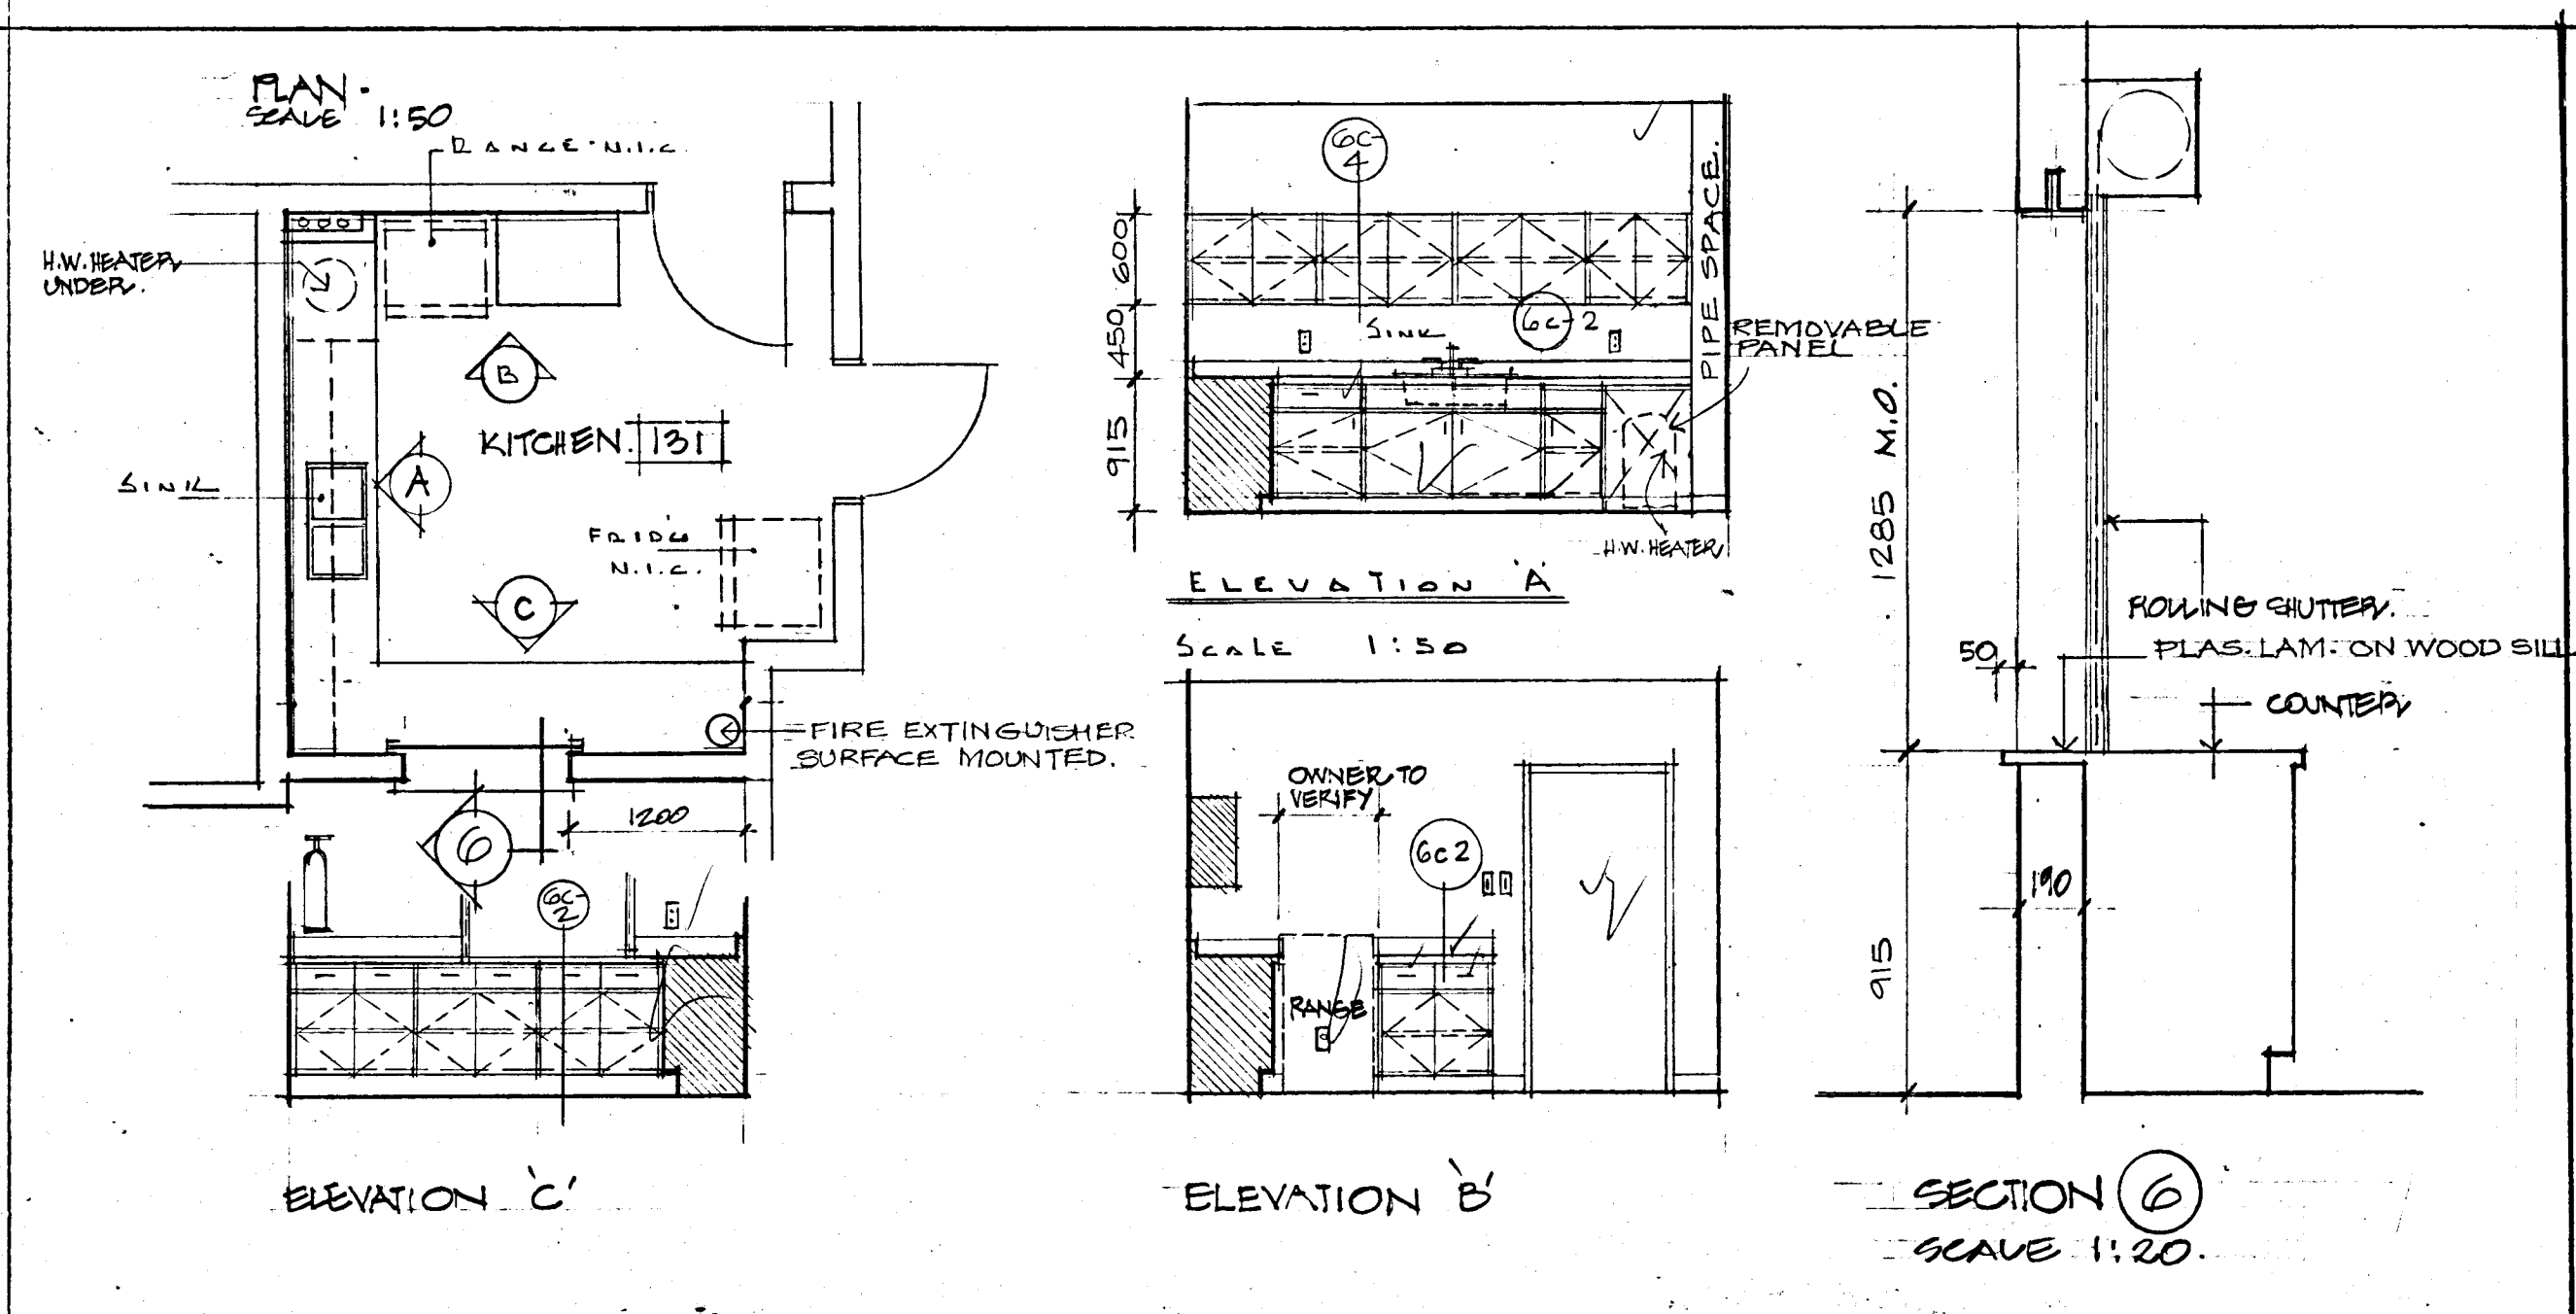 PLAN.
SCALE 1:50
RANGE N.I.C.
H.W. HEATER
UNDER.
B
KITCHEN. 131
A
SINK
FRIDG
N.I.C.
C
FIRE EXTINGUISHER
SURFACE MOUNTED.
1200
6
6C-
2
ELEVATION 'C'
6C-
4
PIPE SPACE.
600
450
915
SINK
6C-2
REMOVABLE
PANEL
H.W. HEATER
ELEVATION 'A'
SCALE 1:50
OWNER TO
VERIFY
6C2
RANGE
ELEVATION 'B'
1285 M.O.
ROLLING SHUTTER.
50
PLAS. LAM. ON WOOD SILL
COUNTER
190
915
SECTION 6
SCALE 1:20.